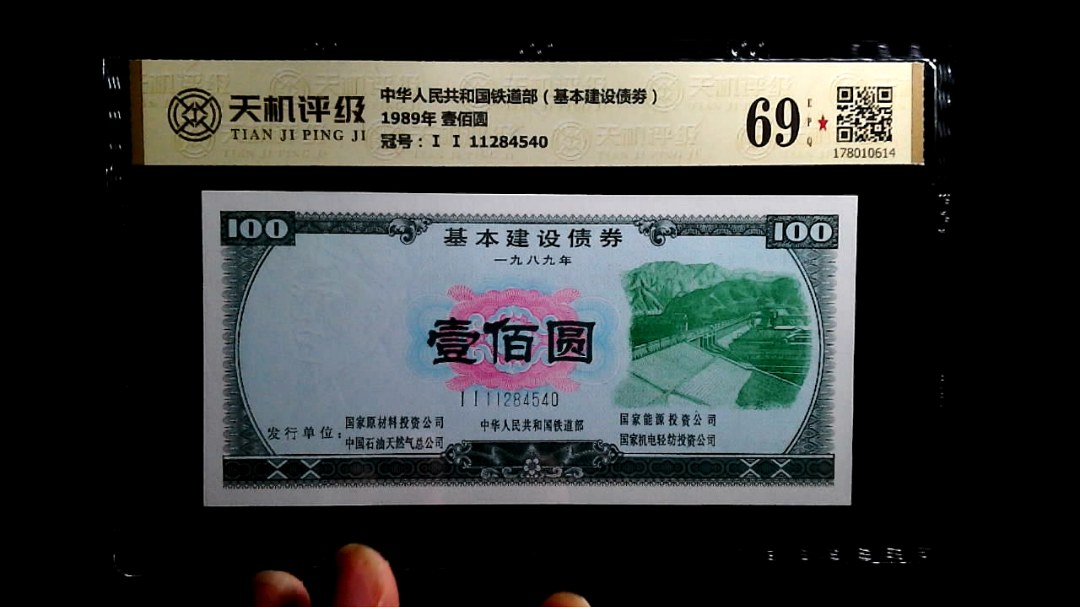 天机评级
TIAN JI PING JI
中华人民共和国铁道部（基本建设债券）
1989年 壹佰圆
冠号：I I 11284540
69
EPQ
178010614
100
100
基本建设债券
一九八九年
壹佰圆
I I 11284540
发行单位：
国家原材料投资公司
中国石油天然气总公司
中华人民共和国铁道部
国家能源投资公司
国家机电轻纺投资公司